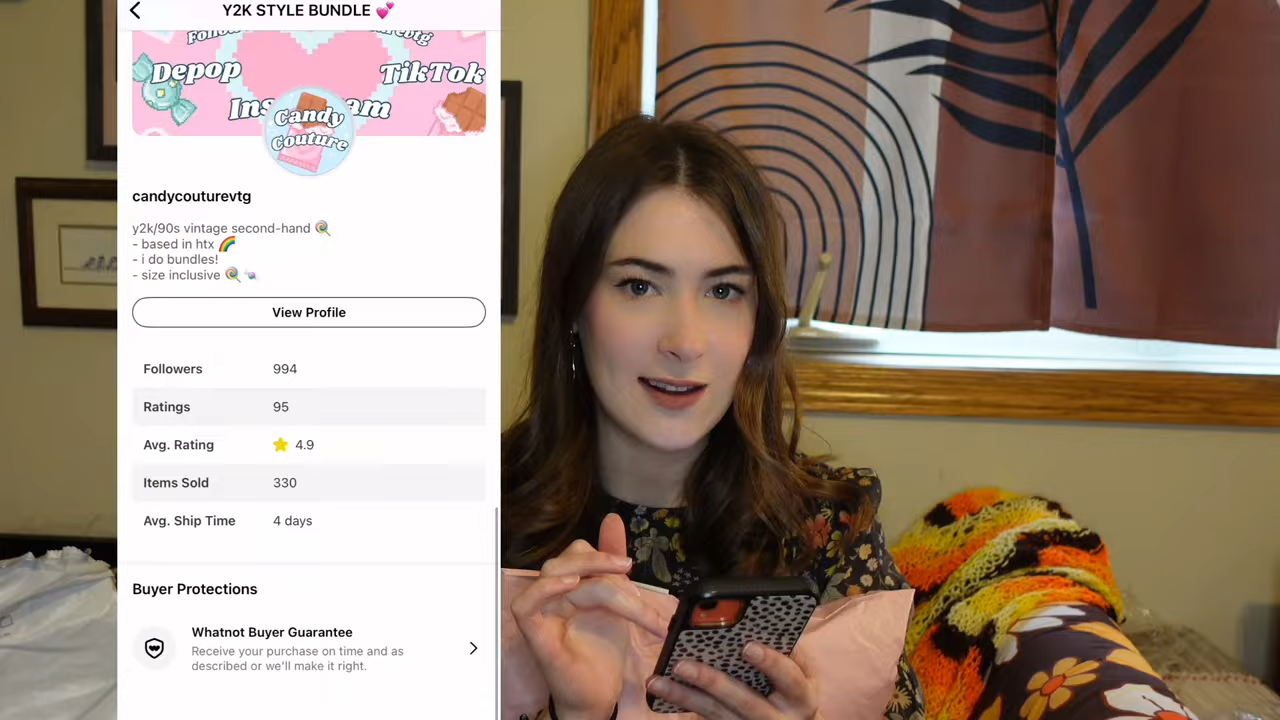 Y2K STYLE BUNDLE 💕
Depop
TikTok
Candy
Couture
candycouturevtg
y2k/90s vintage second-hand 🍭
- based in htx 🌈
- i do bundles!
- size inclusive 🍭 🍬
View Profile
Followers 994
Ratings 95
Avg. Rating ⭐ 4.9
Items Sold 330
Avg. Ship Time 4 days
Buyer Protections
Whatnot Buyer Guarantee
Receive your purchase on time and as
described or we'll make it right.